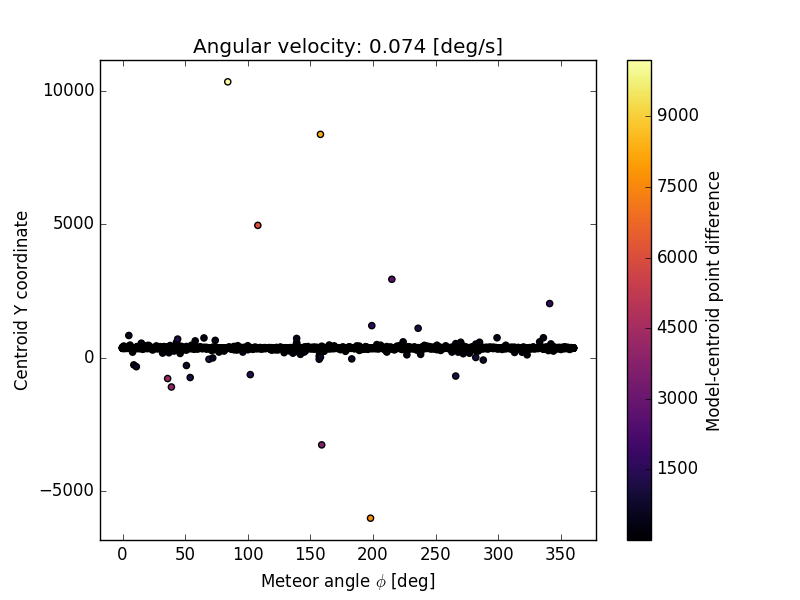 Angular velocity: 0.074 [deg/s]
10000
5000
0
−5000
Centroid Y coordinate
0 50 100 150 200 250 300 350
Meteor angle ϕ [deg]
9000
7500
6000
4500
3000
1500
Model-centroid point difference